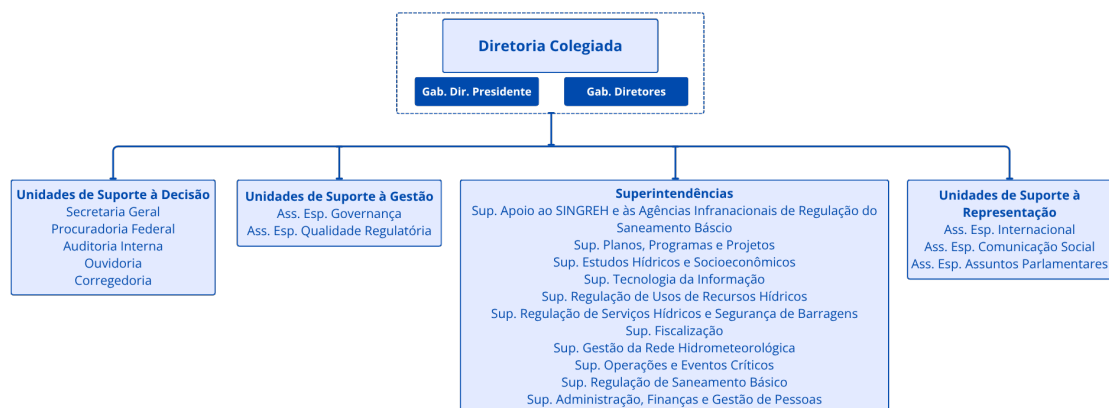 Diretoria Colegiada
Gab. Dir. Presidente
Gab. Diretores
Unidades de Suporte à Decisão
Secretaria Geral
Procuradoria Federal
Auditoria Interna
Ouvidoria
Corregedoria
Unidades de Suporte à Gestão
Ass. Esp. Governança
Ass. Esp. Qualidade Regulatória
Superintendências
Sup. Apoio ao SINGREH e às Agências Infranacionais de Regulação do
Saneamento Báscio
Sup. Planos, Programas e Projetos
Sup. Estudos Hídricos e Socioeconômicos
Sup. Tecnologia da Informação
Sup. Regulação de Usos de Recursos Hídricos
Sup. Regulação de Serviços Hídricos e Segurança de Barragens
Sup. Fiscalização
Sup. Gestão da Rede Hidrometeorológica
Sup. Operações e Eventos Críticos
Sup. Regulação de Saneamento Básico
Sup. Administração, Finanças e Gestão de Pessoas
Unidades de Suporte à
Representação
Ass. Esp. Internacional
Ass. Esp. Comunicação Social
Ass. Esp. Assuntos Parlamentares